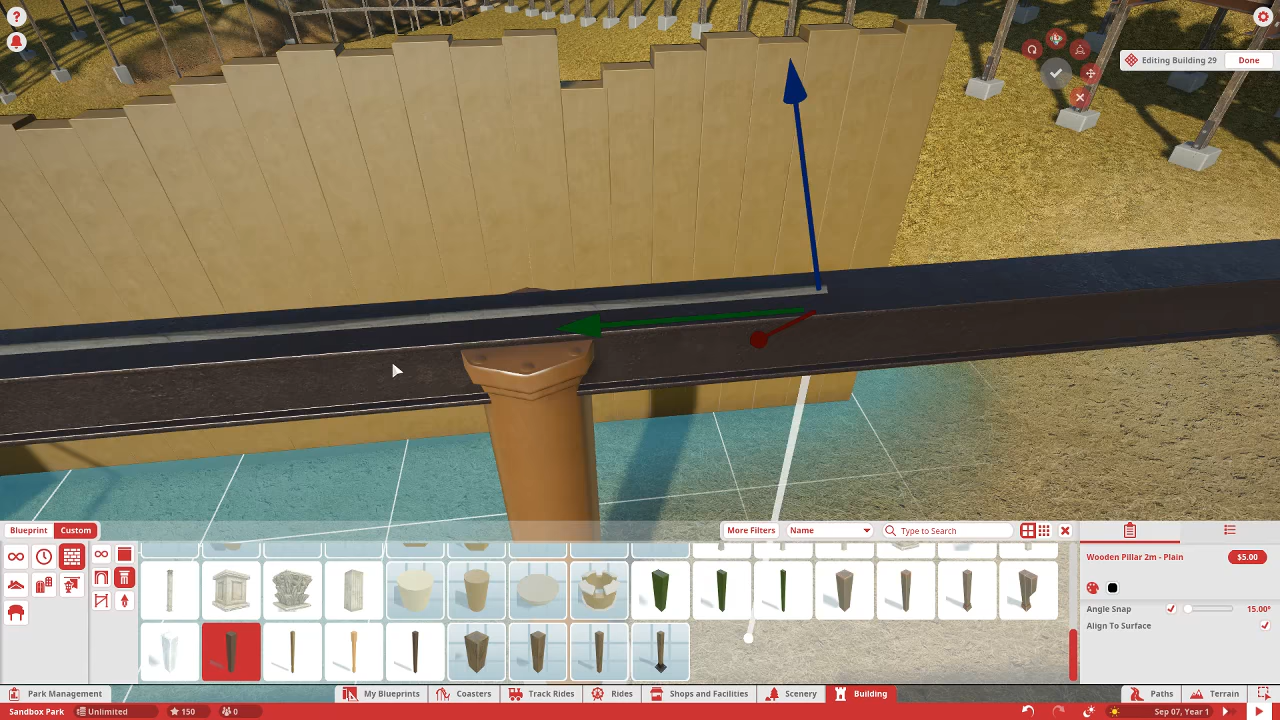 Editing Building 29 Done
Blueprint Custom More Filters Name Type to Search
Wooden Pillar 2m - Plain $5.00
Angle Snap 15.00°
Align To Surface
Park Management My Blueprints Coasters Track Rides Rides Shops and Facilities Scenery Building Paths Terrain
Sandbox Park Unlimited 150 0 Sep 07, Year 1